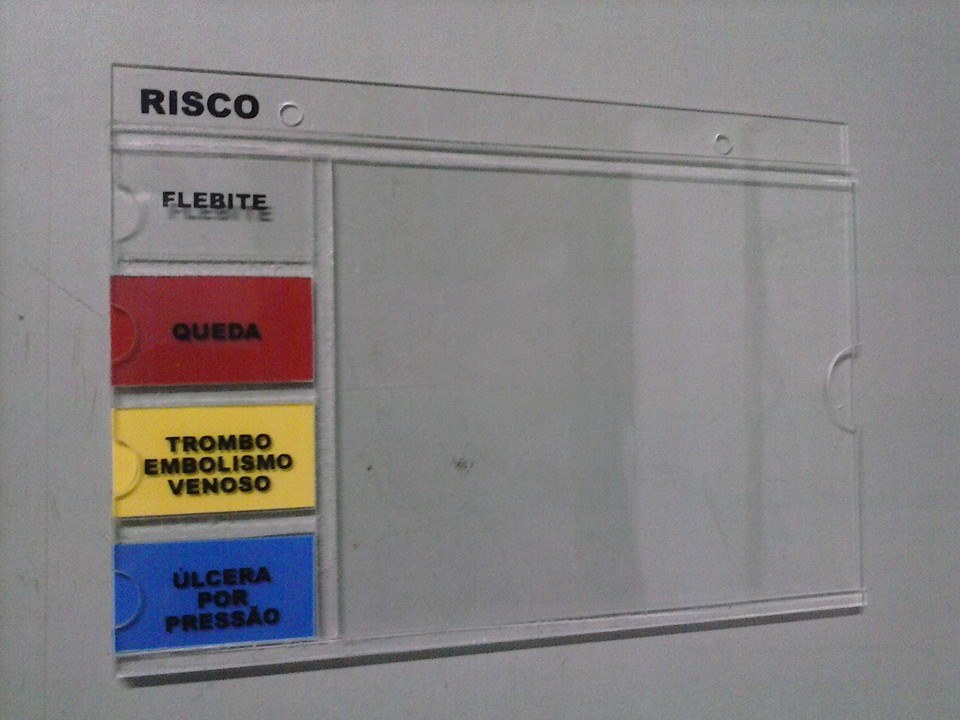 RISCO
FLEBITE
QUEDA
TROMBO
EMBOLISMO
VENOSO
ÚLCERA
POR
PRESSÃO